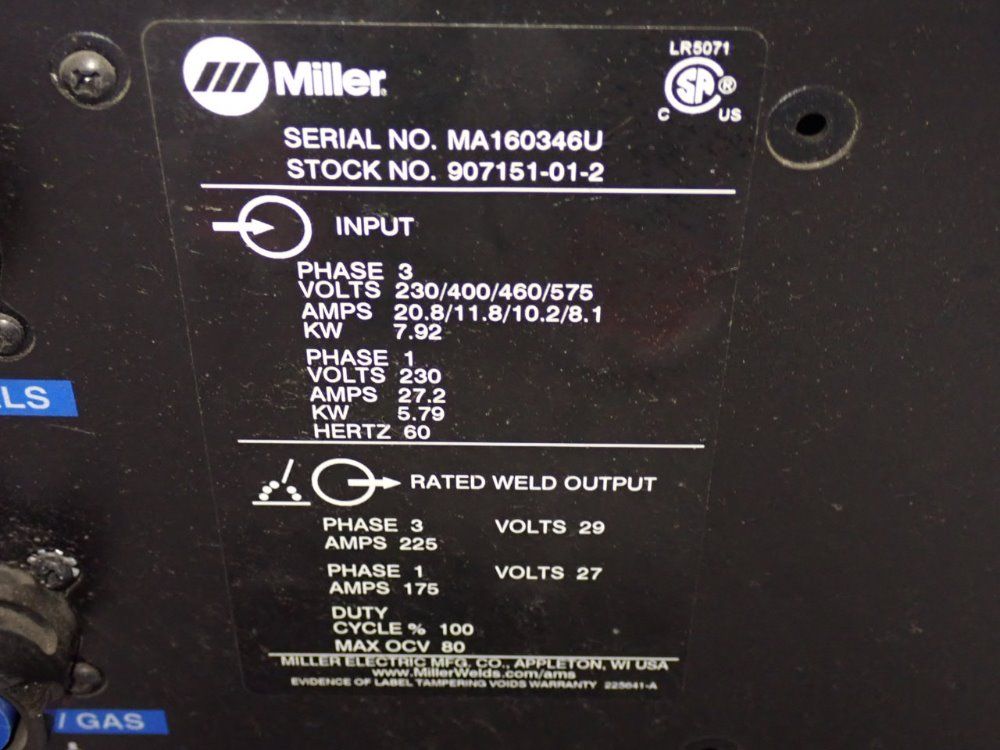 Miller®
LR5071
SA®
C US
SERIAL NO. MA160346U
STOCK NO. 907151-01-2
INPUT
PHASE 3
VOLTS 230/400/460/575
AMPS 20.8/11.8/10.2/8.1
KW 7.92
PHASE 1
VOLTS 230
AMPS 27.2
KW 5.79
HERTZ 60
LS
RATED WELD OUTPUT
PHASE 3 VOLTS 29
AMPS 225
PHASE 1 VOLTS 27
AMPS 175
DUTY
CYCLE % 100
MAX OCV 80
MILLER ELECTRIC MFG. CO., APPLETON, WI USA
www.MillerWelds.com/ams
EVIDENCE OF LABEL TAMPERING VOIDS WARRANTY 225641-A
/ GAS